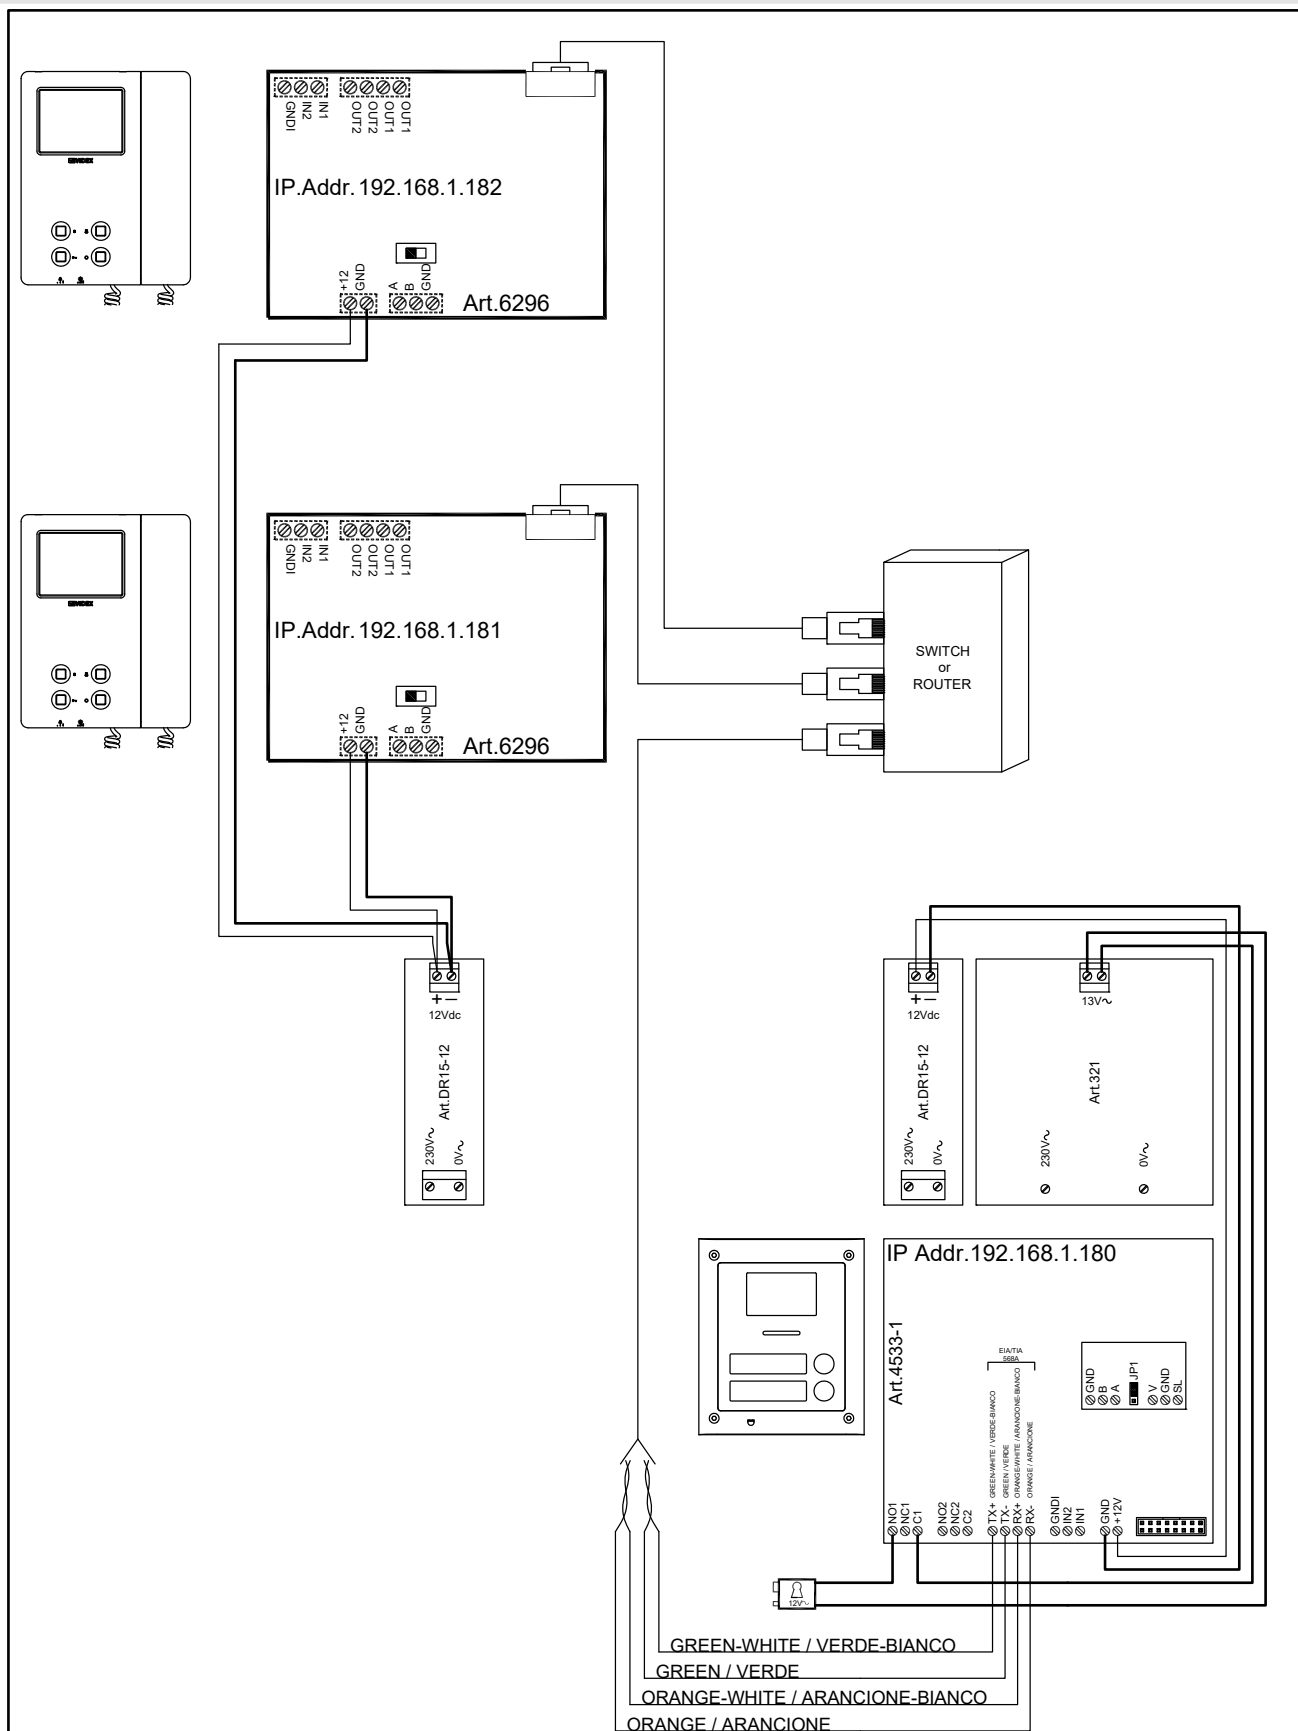 GNDI
IN2
IN1
OUT2
OUT2
OUT1
OUT1
IP.Addr. 192.168.1.182
VIDEX
+12
GND
A
B
GND
Art.6296
GNDI
IN2
IN1
OUT2
OUT2
OUT1
OUT1
IP.Addr. 192.168.1.181
VIDEX
+12
GND
A
B
GND
Art.6296
SWITCH
or
ROUTER
+ –
12Vdc
Art.DR15-12
230V~
0V~
+ –
12Vdc
Art.DR15-12
230V~
0V~
13V~
Art.321
230V~
0V~
IP Addr.192.168.1.180
Art.4533-1
EIA/TIA
568A
GREEN-WHITE / VERDE-BIANCO
GREEN / VERDE
ORANGE-WHITE / ARANCIONE-BIANCO
ORANGE / ARANCIONE
GND
B
A
JP1
V
GND
SL
NO1
NC1
C1
NO2
NC2
C2
TX+
TX-
RX+
RX-
GNDI
IN2
IN1
GND
+12V
12V~
GREEN-WHITE / VERDE-BIANCO
GREEN / VERDE
ORANGE-WHITE / ARANCIONE-BIANCO
ORANGE / ARANCIONE